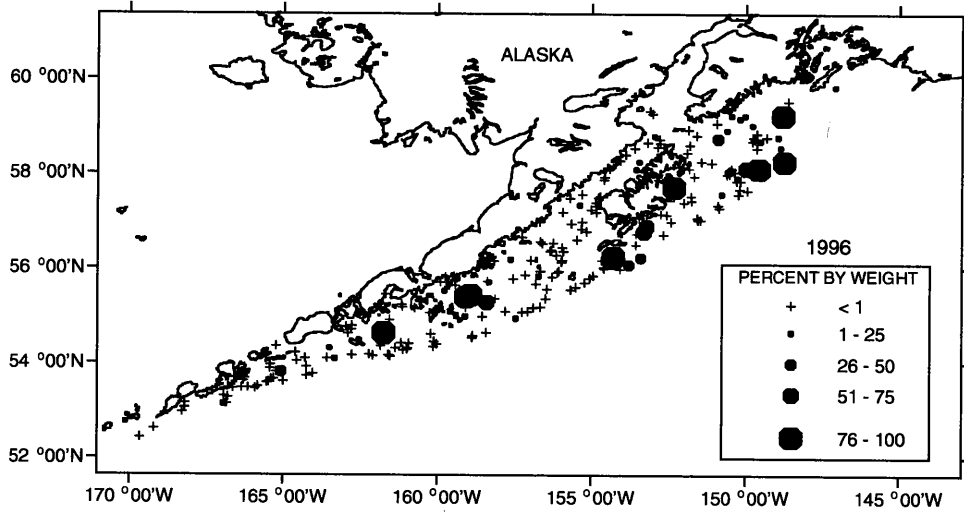 ALASKA
60 °00'N
58 °00'N
56 °00'N
54 °00'N
52 °00'N
1996
PERCENT BY WEIGHT
+ < 1
1 - 25
26 - 50
51 - 75
76 - 100
170 °00'W 165 °00'W 160 °00'W 155 °00'W 150 °00'W 145 °00'W